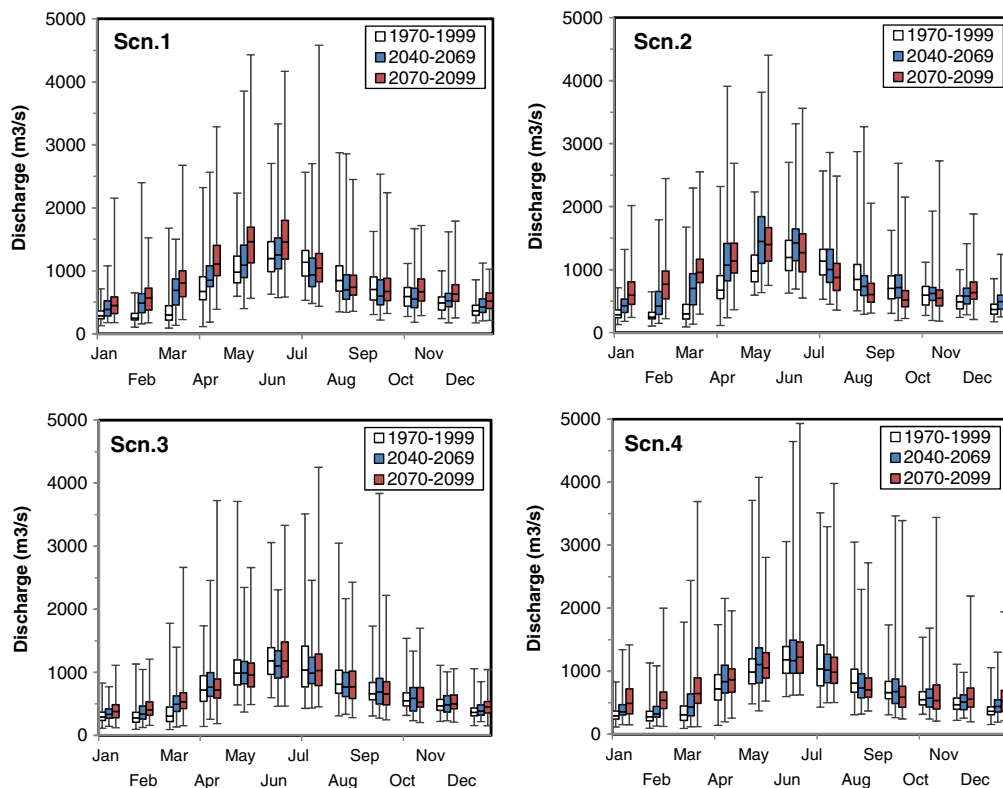 Scn.1
1970-1999
2040-2069
2070-2099
Discharge (m3/s)
5000
4000
3000
2000
1000
0
Jan Mar May Jul Sep Nov
Feb Apr Jun Aug Oct Dec
Scn.2
1970-1999
2040-2069
2070-2099
Discharge (m3/s)
5000
4000
3000
2000
1000
0
Jan Mar May Jul Sep Nov
Feb Apr Jun Aug Oct Dec
Scn.3
1970-1999
2040-2069
2070-2099
Discharge (m3/s)
5000
4000
3000
2000
1000
0
Jan Mar May Jul Sep Nov
Feb Apr Jun Aug Oct Dec
Scn.4
1970-1999
2040-2069
2070-2099
Discharge (m3/s)
5000
4000
3000
2000
1000
0
Jan Mar May Jul Sep Nov
Feb Apr Jun Aug Oct Dec